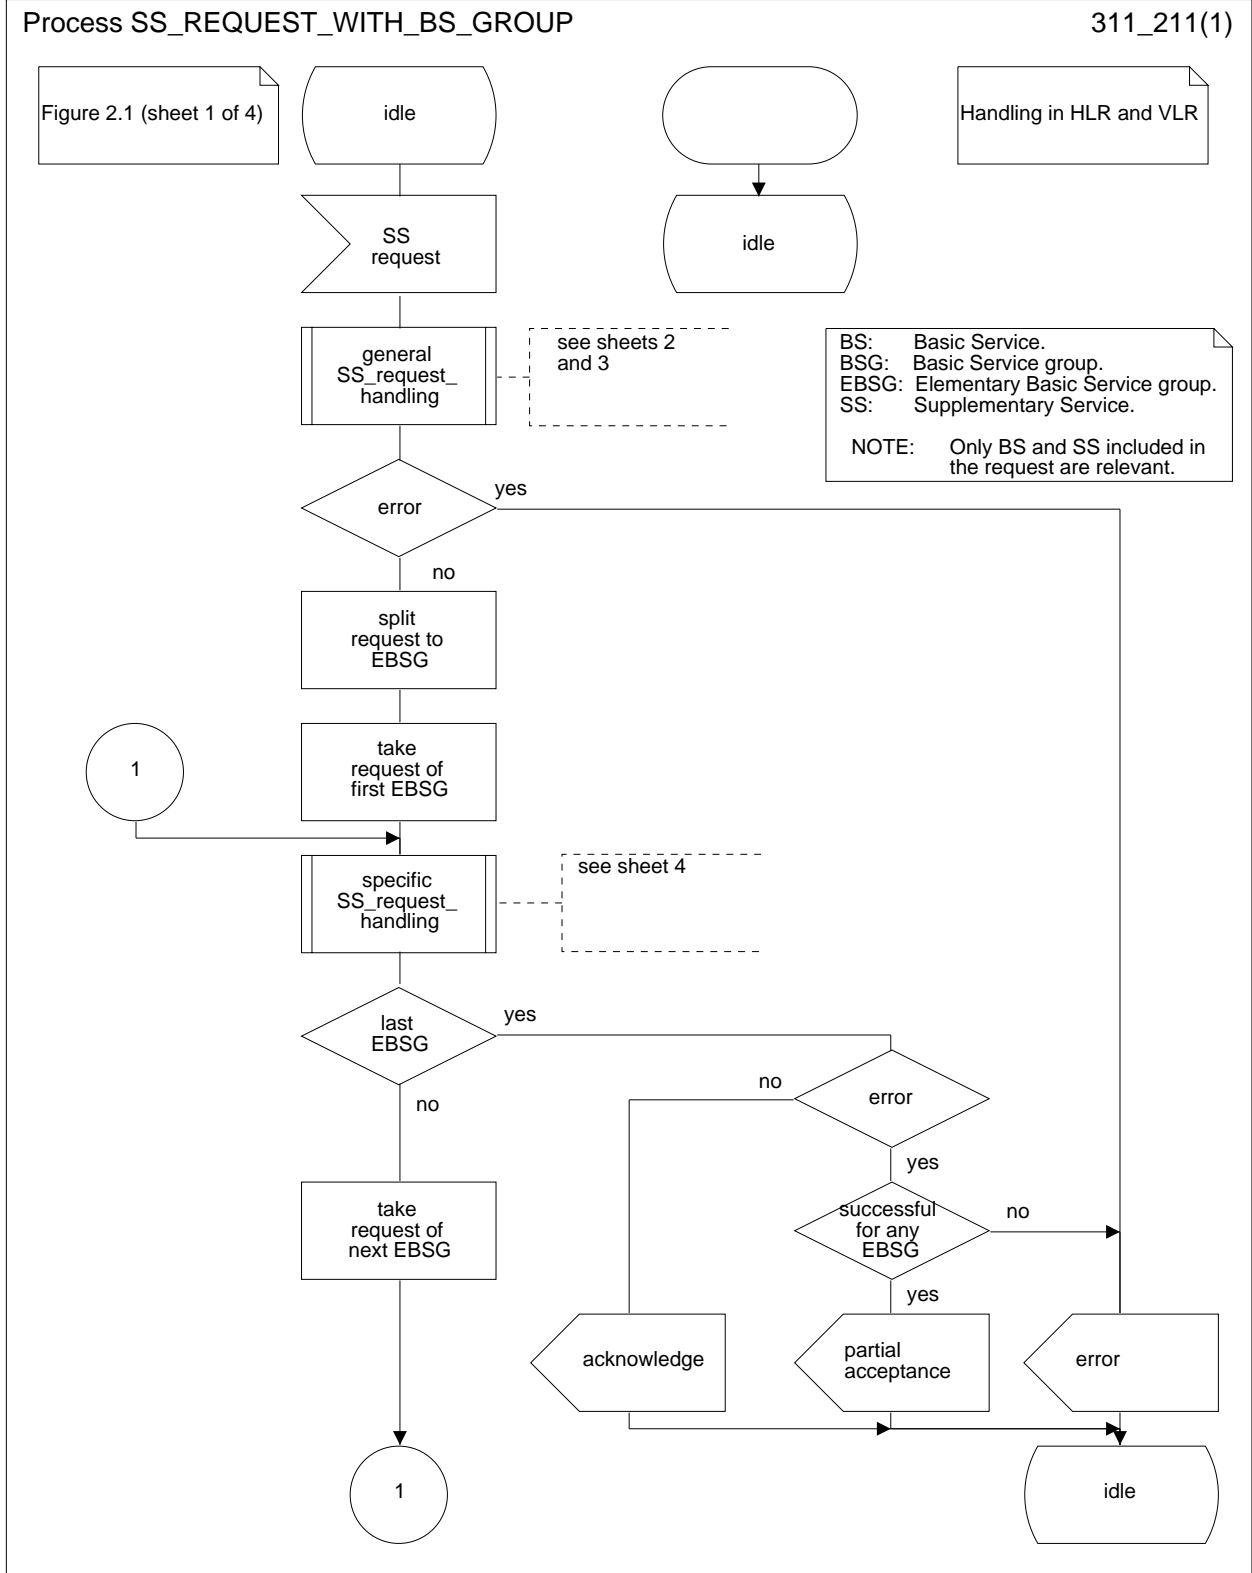 Process SS_REQUEST_WITH_BS_GROUP
311_211(1)
Figure 2.1 (sheet 1 of 4)
idle
Handling in HLR and VLR
SS
request
idle
general
SS_request_
handling
see sheets 2
and 3
BS: Basic Service.
BSG: Basic Service group.
EBSG: Elementary Basic Service group.
SS: Supplementary Service.
NOTE: Only BS and SS included in
the request are relevant.
error
yes
no
split
request to
EBSG
1
take
request of
first EBSG
specific
SS_request_
handling
see sheet 4
last
EBSG
yes
no
no
error
yes
take
request of
next EBSG
successful
for any
EBSG
no
yes
acknowledge
partial
acceptance
error
1
idle